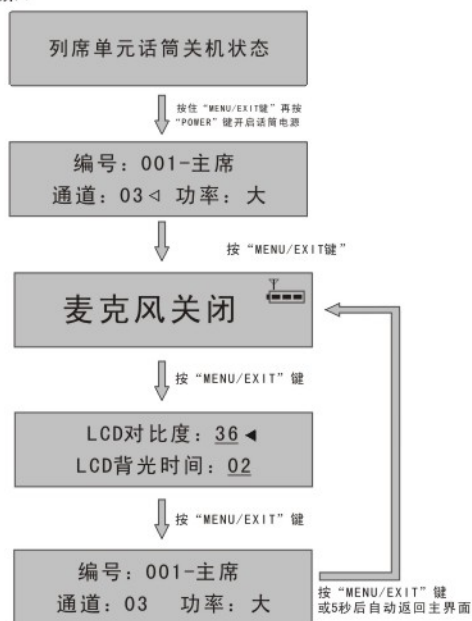 列席单元话筒关机状态
按住“MENU/EXIT键”再按
“POWER”键开启话筒电源
编号：001-主席
通道：03◁ 功率：大
按“MENU/EXIT键”
麦克风关闭
按“MENU/EXIT”键
LCD对比度：36◀
LCD背光时间：02
按“MENU/EXIT”键
编号：001-主席
通道：03 功率：大
按“MENU/EXIT”键
或5秒后自动返回主界面